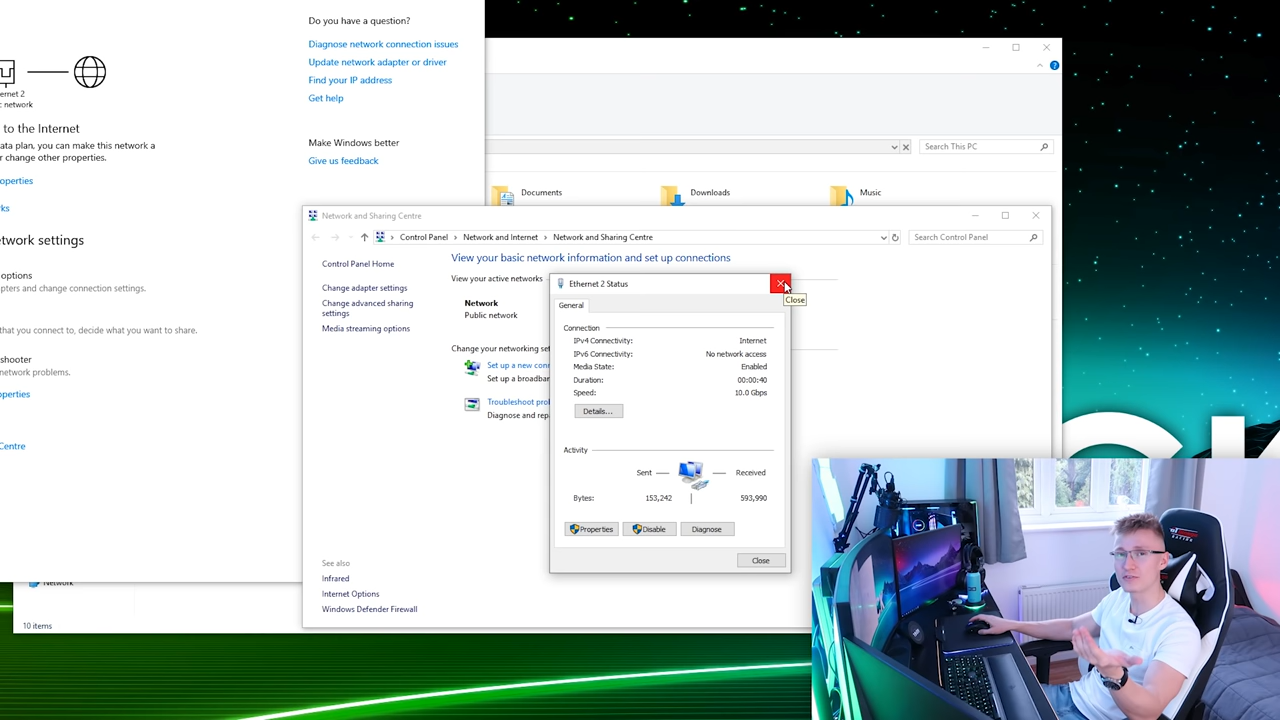 Do you have a question?
Diagnose network connection issues
Update network adapter or driver
Find your IP address
Get help
Make Windows better
Give us feedback
ernet 2
c network
to the Internet
ata plan, you can make this network a
r change other properties.
operties
ks
etwork settings
options
pters and change connection settings.
that you connect to, decide what you want to share.
shooter
network problems.
operties
Centre
Network
10 items
Search This PC
Documents
Downloads
Music
Network and Sharing Centre
Control Panel > Network and Internet > Network and Sharing Centre
Search Control Panel
Control Panel Home
Change adapter settings
Change advanced sharing
settings
Media streaming options
See also
Infrared
Internet Options
Windows Defender Firewall
View your basic network information and set up connections
View your active networks
Network
Public network
Change your networking set
Set up a new conn
Set up a broadban
Troubleshoot prob
Diagnose and repa
Ethernet 2 Status
Close
General
Connection
IPv4 Connectivity: Internet
IPv6 Connectivity: No network access
Media State: Enabled
Duration: 00:00:40
Speed: 10.0 Gbps
Details...
Activity
Sent Received
Bytes: 153,242 593,990
Properties Disable Diagnose
Close